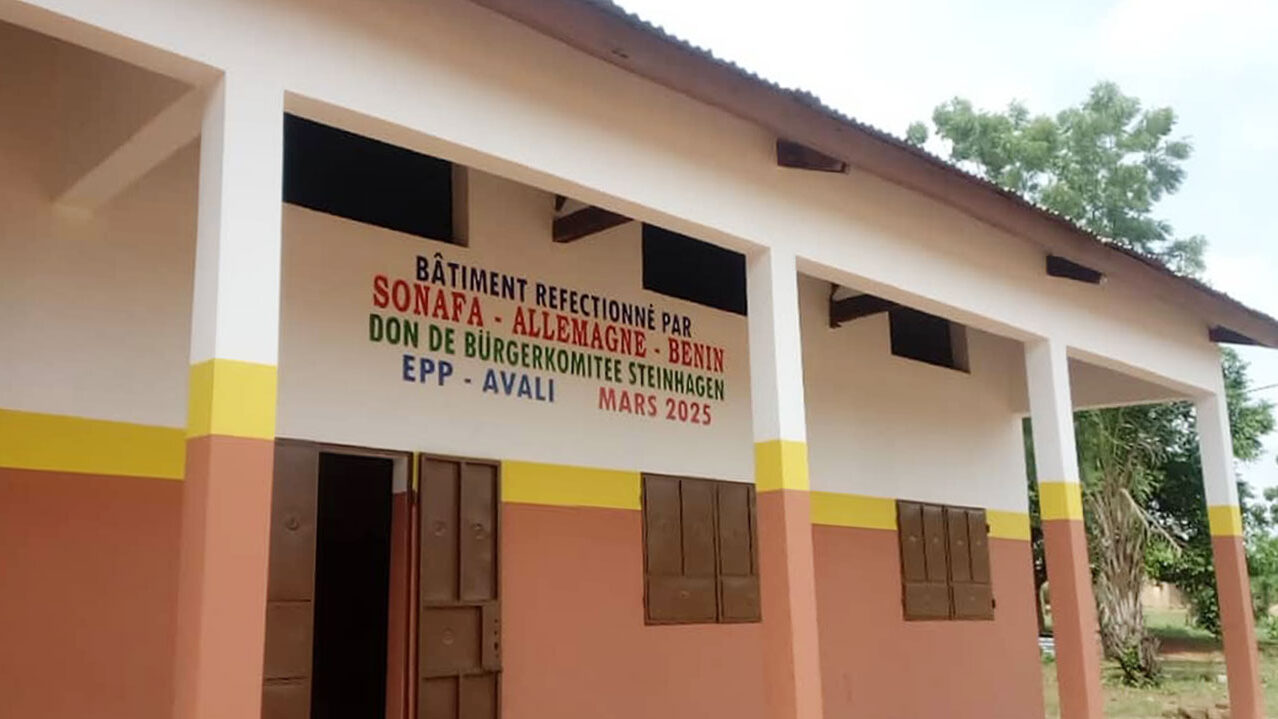 BÂTIMENT REFECTIONNÉ PAR
SONAFA - ALLEMAGNE - BENIN
DON DE BÜRGERKOMITEE STEINHAGEN
EPP - AVALI MARS 2025